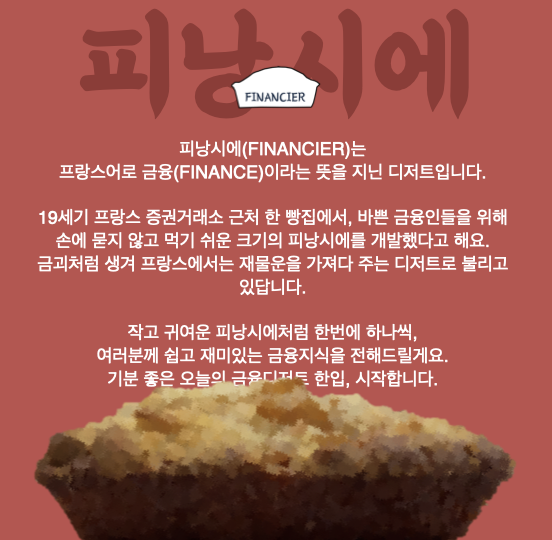 피낭시에
FINANCIER
피낭시에(FINANCIER)는
프랑스어로 금융(FINANCE)이라는 뜻을 지닌 디저트입니다.
19세기 프랑스 증권거래소 근처 한 빵집에서, 바쁜 금융인들을 위해
손에 묻지 않고 먹기 쉬운 크기의 피낭시에를 개발했다고 해요.
금괴처럼 생겨 프랑스에서는 재물운을 가져다 주는 디저트로 불리고
있답니다.
작고 귀여운 피낭시에처럼 한번에 하나씩,
여러분께 쉽고 재미있는 금융지식을 전해드릴게요.
기분 좋은 오늘의 금융디저트 한입, 시작합니다.